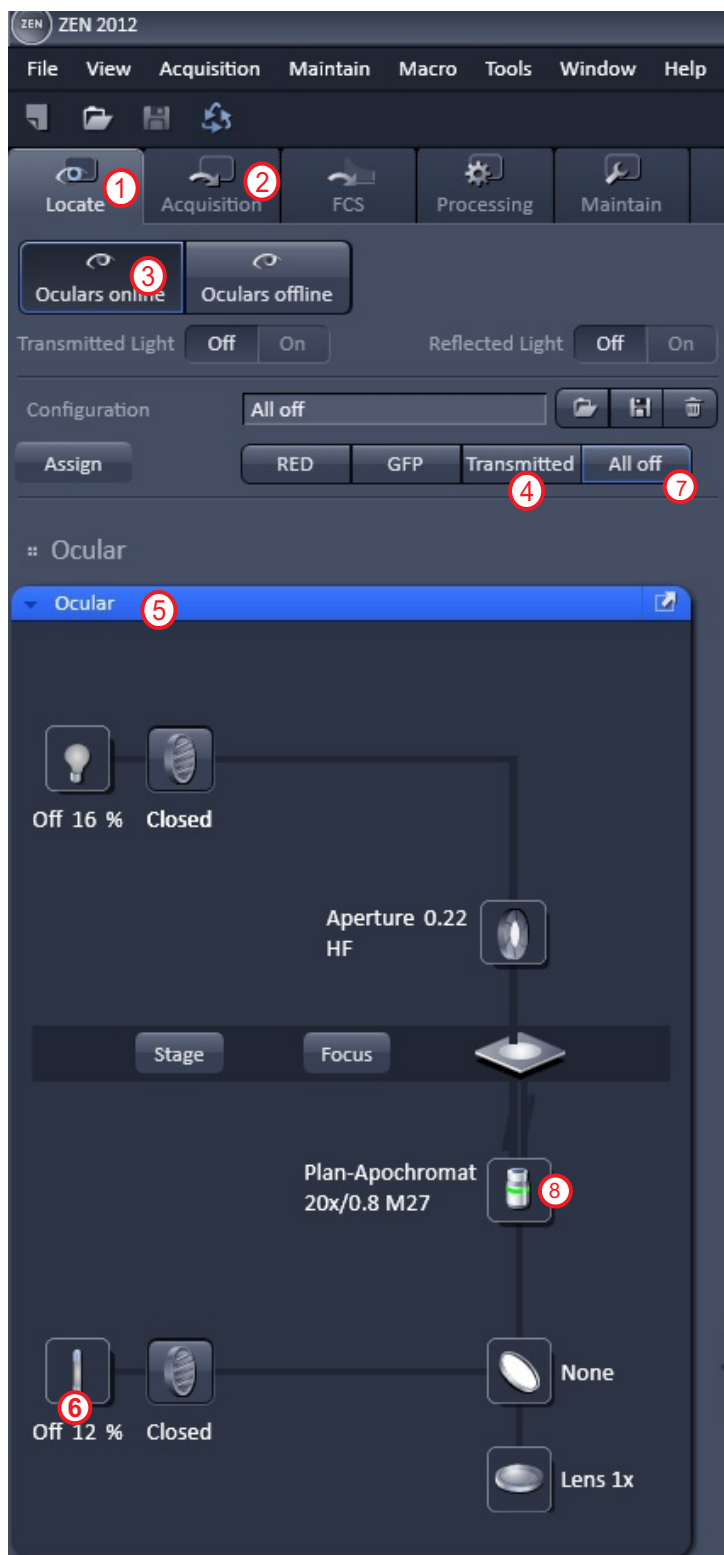 ZEN ZEN 2012
File View Acquisition Maintain Macro Tools Window Help
1 2
Locate Acquisition FCS Processing Maintain
3
Oculars online Oculars offline
Transmitted Light Off On Reflected Light Off On
Configuration All off
Assign RED GFP Transmitted All off
4 7
Ocular
Ocular 5
Off 16 % Closed
Aperture 0.22
HF
Stage Focus
Plan-Apochromat
20x/0.8 M27
8
None
6
Off 12 % Closed
Lens 1x